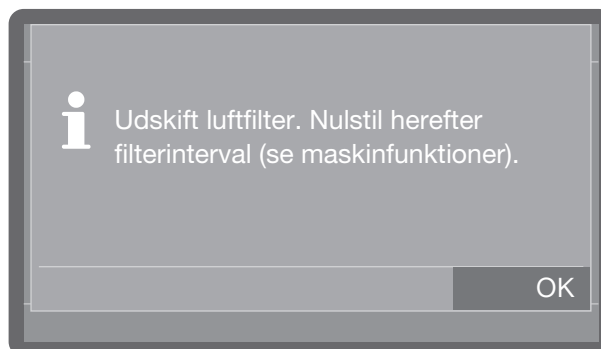 Udskift luftfilter. Nulstil herefter
filterinterval (se maskinfunktioner).
OK